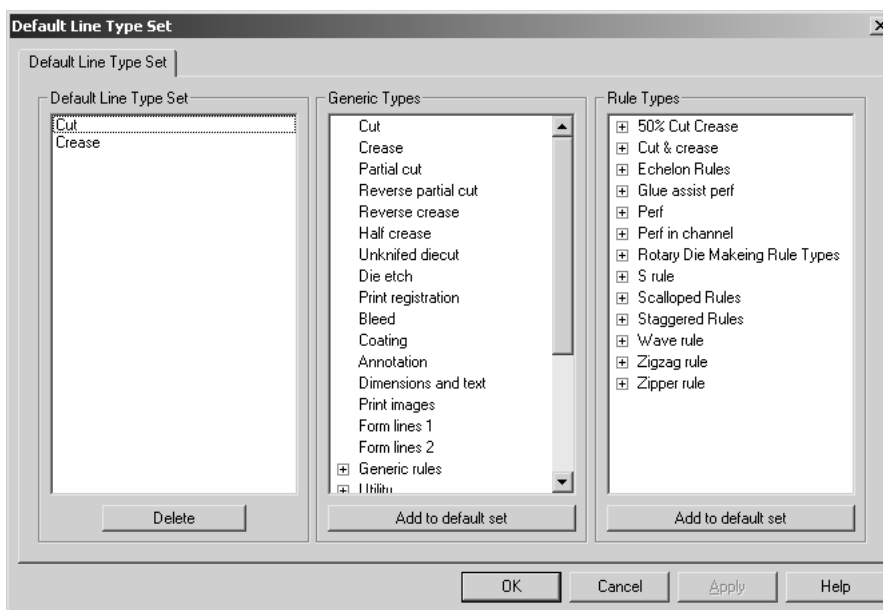 Default Line Type Set
Default Line Type Set
Default Line Type Set
Cut
Crease
Delete
Generic Types
Cut
Crease
Partial cut
Reverse partial cut
Reverse crease
Half crease
Unknifed diecut
Die etch
Print registration
Bleed
Coating
Annotation
Dimensions and text
Print images
Form lines 1
Form lines 2
Generic rules
Utility
Add to default set
Rule Types
50% Cut Crease
Cut & crease
Echelon Rules
Glue assist perf
Perf
Perf in channel
Rotary Die Makeing Rule Types
S rule
Scalloped Rules
Staggered Rules
Wave rule
Zigzag rule
Zipper rule
Add to default set
OK
Cancel
Apply
Help